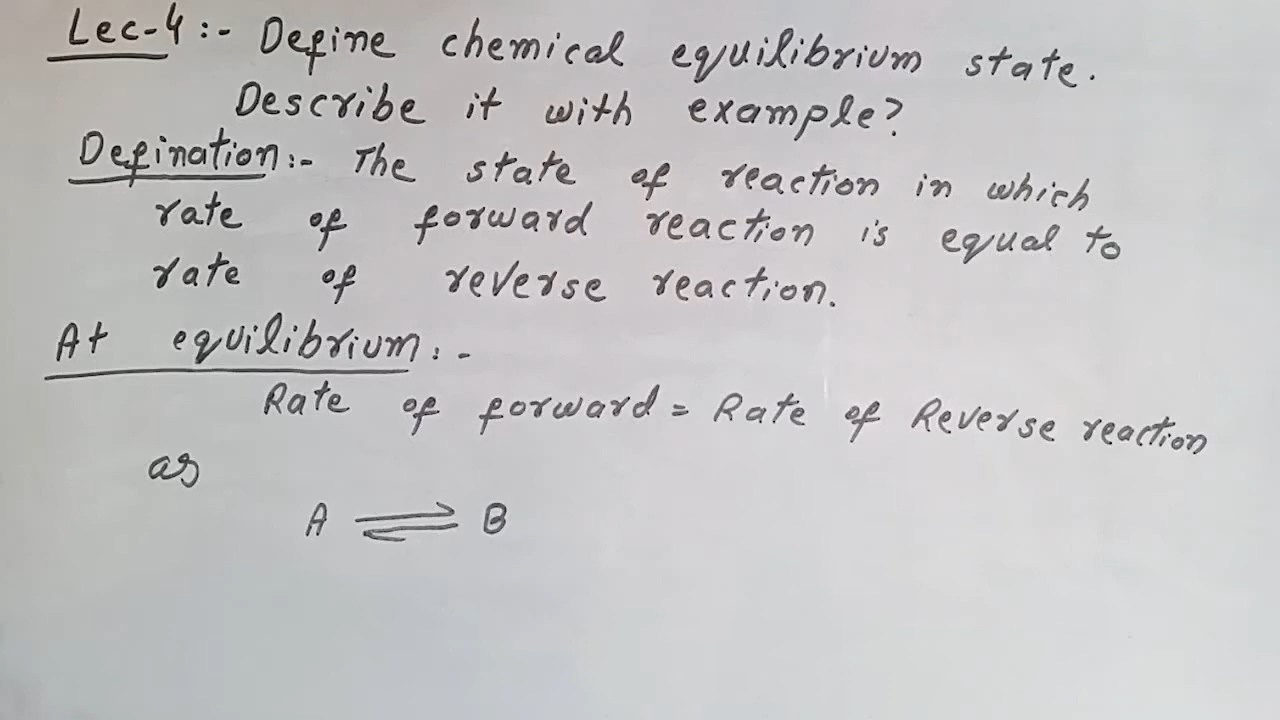 Lec-4:- Define chemical equilibrium state.
Describe it with example?
Defination:- The state of reaction in which
rate of forward reaction is equal to
rate of reverse reaction.
At equilibrium:-
Rate of forward = Rate of Reverse reaction
as
A ⇌ B